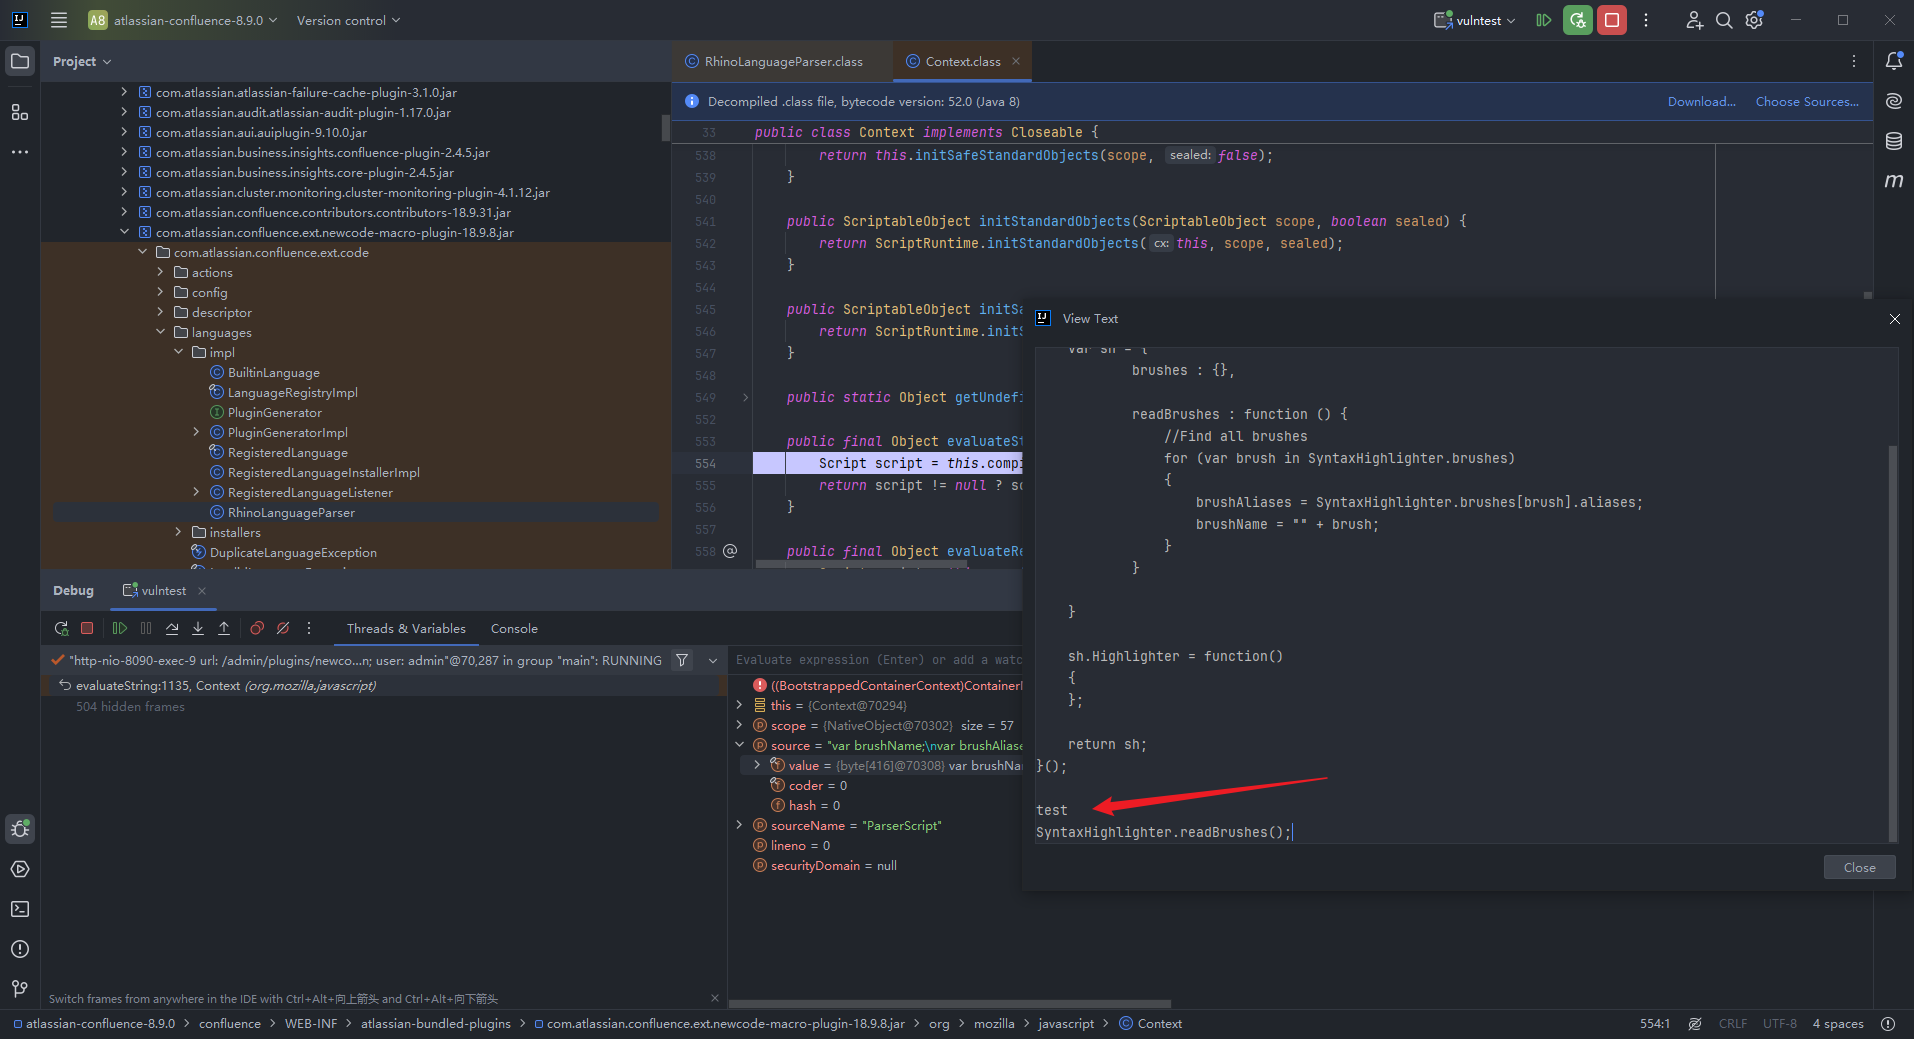 A8 atlassian-confluence-8.9.0 Version control vulntest
Project
RhinoLanguageParser.class Context.class
Decompiled .class file, bytecode version: 52.0 (Java 8) Download... Choose Sources...
com.atlassian.atlassian-failure-cache-plugin-3.1.0.jar
com.atlassian.audit.atlassian-audit-plugin-1.17.0.jar
com.atlassian.aui.auiplugin-9.10.0.jar
com.atlassian.business.insights.confluence-plugin-2.4.5.jar
com.atlassian.business.insights.core-plugin-2.4.5.jar
com.atlassian.cluster.monitoring.cluster-monitoring-plugin-4.1.12.jar
com.atlassian.confluence.contributors.contributors-18.9.31.jar
com.atlassian.confluence.ext.newcode-macro-plugin-18.9.8.jar
com.atlassian.confluence.ext.code
actions
config
descriptor
languages
impl
BuiltinLanguage
LanguageRegistryImpl
PluginGenerator
PluginGeneratorImpl
RegisteredLanguage
RegisteredLanguageInstallerImpl
RegisteredLanguageListener
RhinoLanguageParser
installers
DuplicateLanguageException
33 public class Context implements Closeable {
538 return this.initSafeStandardObjects(scope, sealed: false);
539 }
540
541 public ScriptableObject initStandardObjects(ScriptableObject scope, boolean sealed) {
542 return ScriptRuntime.initStandardObjects( cx: this, scope, sealed);
543 }
544
545 public ScriptableObject initSa
546 return ScriptRuntime.initS
547 }
548
549 public static Object getUndefi
552
553 public final Object evaluateSt
554 Script script = this.compi
555 return script != null ? sc
556 }
557
558 @ public final Object evaluateRe
View Text
var sh = {
brushes : {},
readBrushes : function () {
//Find all brushes
for (var brush in SyntaxHighlighter.brushes)
{
brushAliases = SyntaxHighlighter.brushes[brush].aliases;
brushName = "" + brush;
}
}
}
sh.Highlighter = function()
{
};
return sh;
}();
test
SyntaxHighlighter.readBrushes();
Close
Debug vulntest
Threads & Variables Console
"http-nio-8090-exec-9 url: /admin/plugins/newco...n; user: admin"@70,287 in group "main": RUNNING
evaluateString:1135, Context (org.mozilla.javascript)
504 hidden frames
Evaluate expression (Enter) or add a watc
((BootstrappedContainerContext)ContainerM
this = {Context@70294}
scope = {NativeObject@70302} size = 57
source = "var brushName;\nvar brushAliase
value = {byte[416]@70308} var brushNa
coder = 0
hash = 0
sourceName = "ParserScript"
lineno = 0
securityDomain = null
Switch frames from anywhere in the IDE with Ctrl+Alt+向上箭头 and Ctrl+Alt+向下箭头
atlassian-confluence-8.9.0 > confluence > WEB-INF > atlassian-bundled-plugins > com.atlassian.confluence.ext.newcode-macro-plugin-18.9.8.jar > org > mozilla > javascript > Context 554:1 CRLF UTF-8 4 spaces